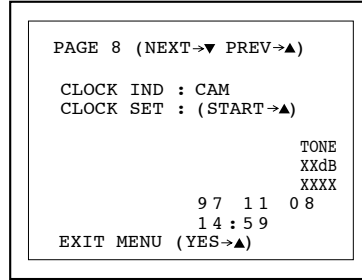 PAGE 8 (NEXT→▼ PREV→▲)
CLOCK IND : CAM
CLOCK SET : (START→▲)
TONE
XXdB
XXXX
97 11 08
14:59
EXIT MENU (YES→▲)